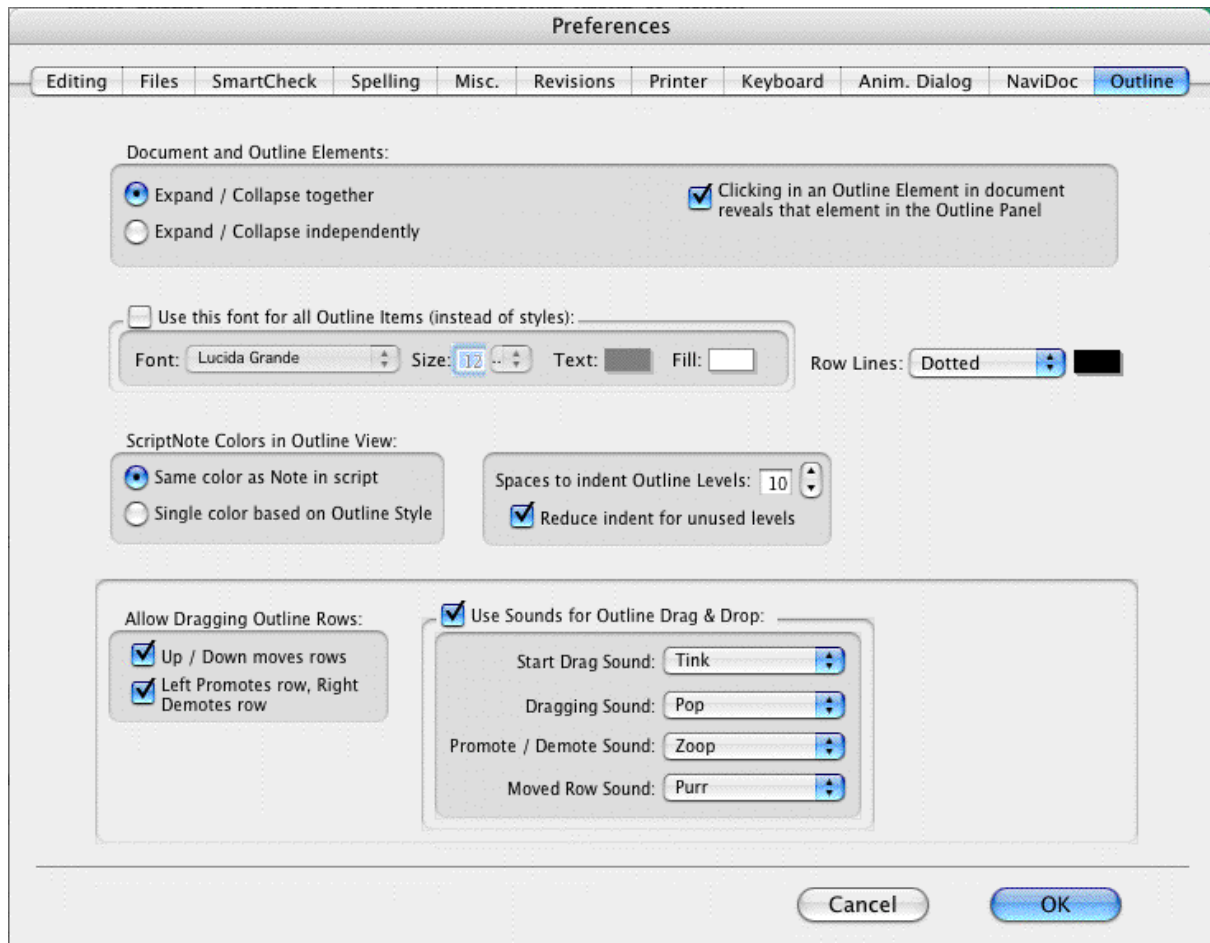 Preferences
Editing Files SmartCheck Spelling Misc. Revisions Printer Keyboard Anim. Dialog NaviDoc Outline
Document and Outline Elements:
Expand / Collapse together
Expand / Collapse independently
Clicking in an Outline Element in document
reveals that element in the Outline Panel
Use this font for all Outline Items (instead of styles):
Font: Lucida Grande Size: 12 .. Text: Fill:
Row Lines: Dotted
ScriptNote Colors in Outline View:
Same color as Note in script
Single color based on Outline Style
Spaces to indent Outline Levels: 10
Reduce indent for unused levels
Allow Dragging Outline Rows:
Up / Down moves rows
Left Promotes row, Right
Demotes row
Use Sounds for Outline Drag & Drop:
Start Drag Sound: Tink
Dragging Sound: Pop
Promote / Demote Sound: Zoop
Moved Row Sound: Purr
Cancel OK